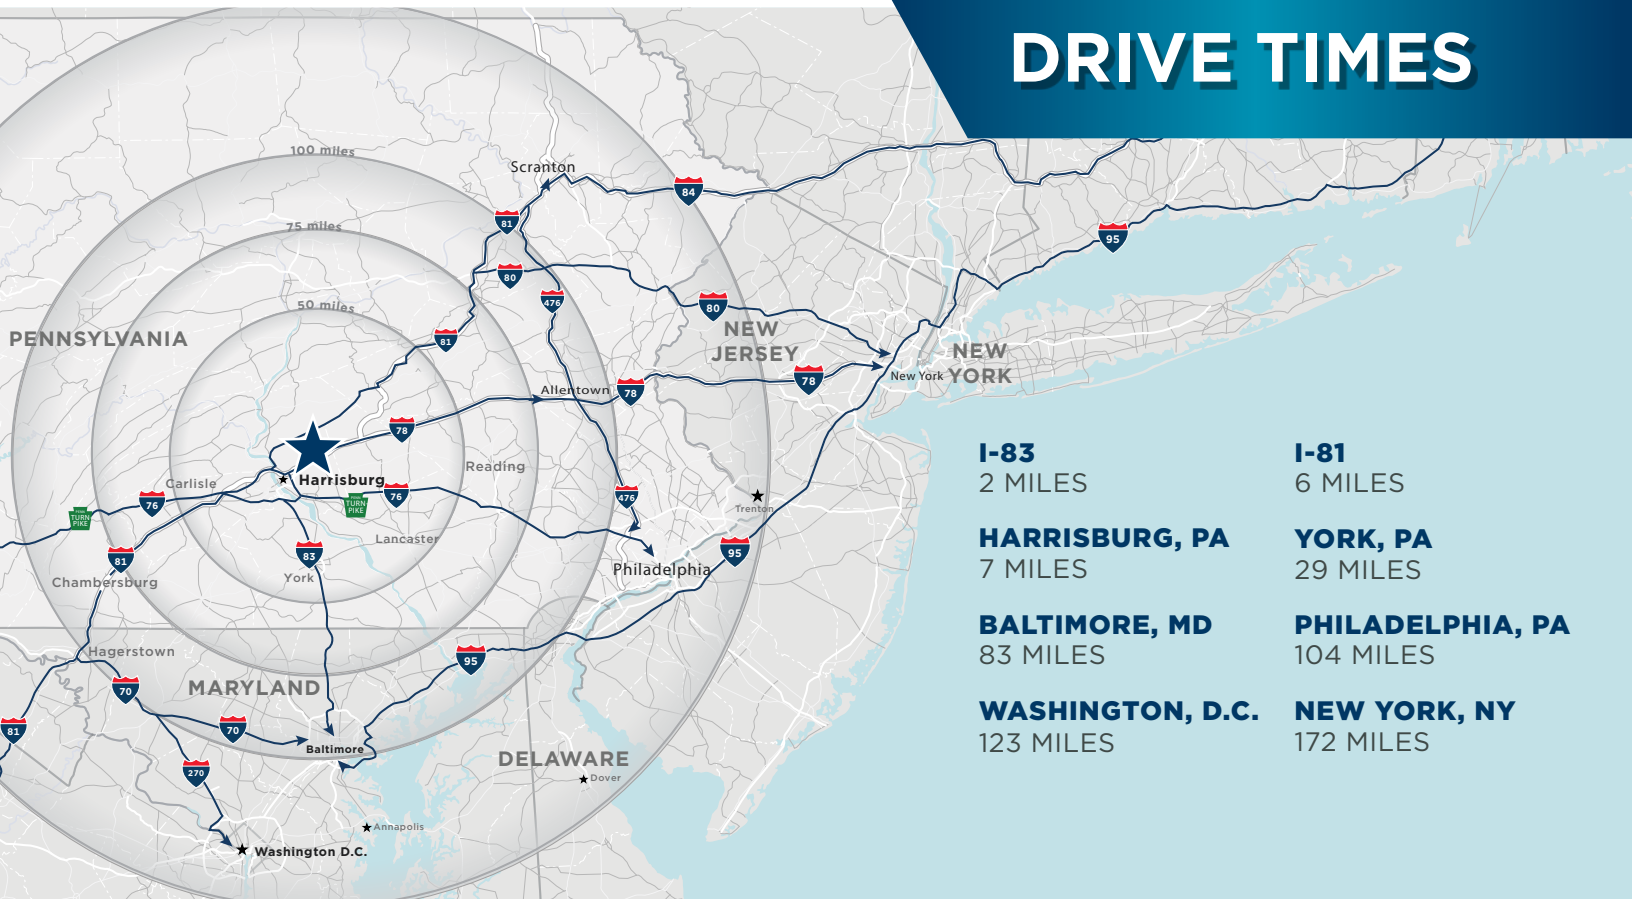 DRIVE TIMES
100 miles
Scranton
84
81
75 miles
95
80
476
50 miles
80
PENNSYLVANIA
NEW
JERSEY
81
NEW
YORK
New York
78
Allentown
78
78
I-83
2 MILES
I-81
6 MILES
Reading
Harrisburg
Carlisle
76
76
TURN
PIKE
TURN
PIKE
476
Trenton
HARRISBURG, PA
7 MILES
YORK, PA
29 MILES
Lancaster
81
83
95
Chambersburg
York
Philadelphia
BALTIMORE, MD
83 MILES
PHILADELPHIA, PA
104 MILES
Hagerstown
95
70
MARYLAND
81
70
Baltimore
WASHINGTON, D.C.
123 MILES
NEW YORK, NY
172 MILES
270
DELAWARE
Dover
Annapolis
Washington D.C.